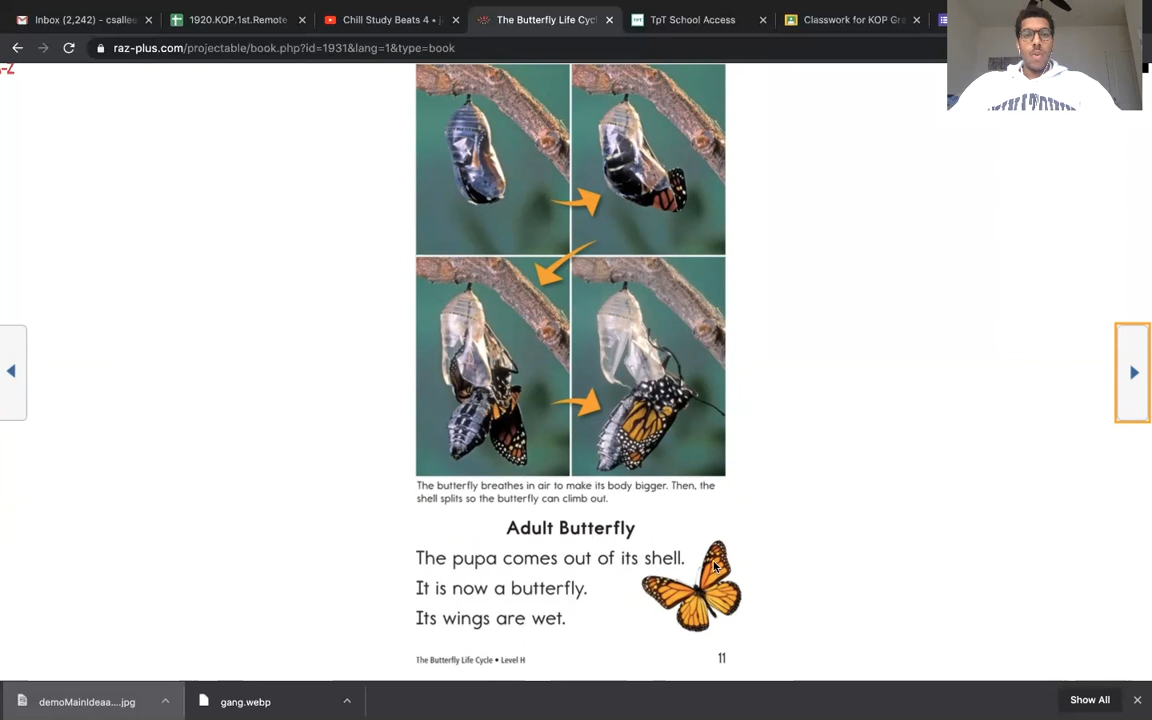 Inbox (2,242) - csallee
1920.KOP.1st.Remote
Chill Study Beats 4 •
The Butterfly Life Cyc
TpT School Access
Classwork for KOP Gr
raz-plus.com/projectable/book.php?id=1931&lang=1&type=book
-Z
The butterfly breathes in air to make its body bigger. Then, the
shell splits so the butterfly can climb out.
Adult Butterfly
The pupa comes out of its shell.
It is now a butterfly.
Its wings are wet.
The Butterfly Life Cycle • Level H
11
demoMainIdeaa....jpg
gang.webp
Show All